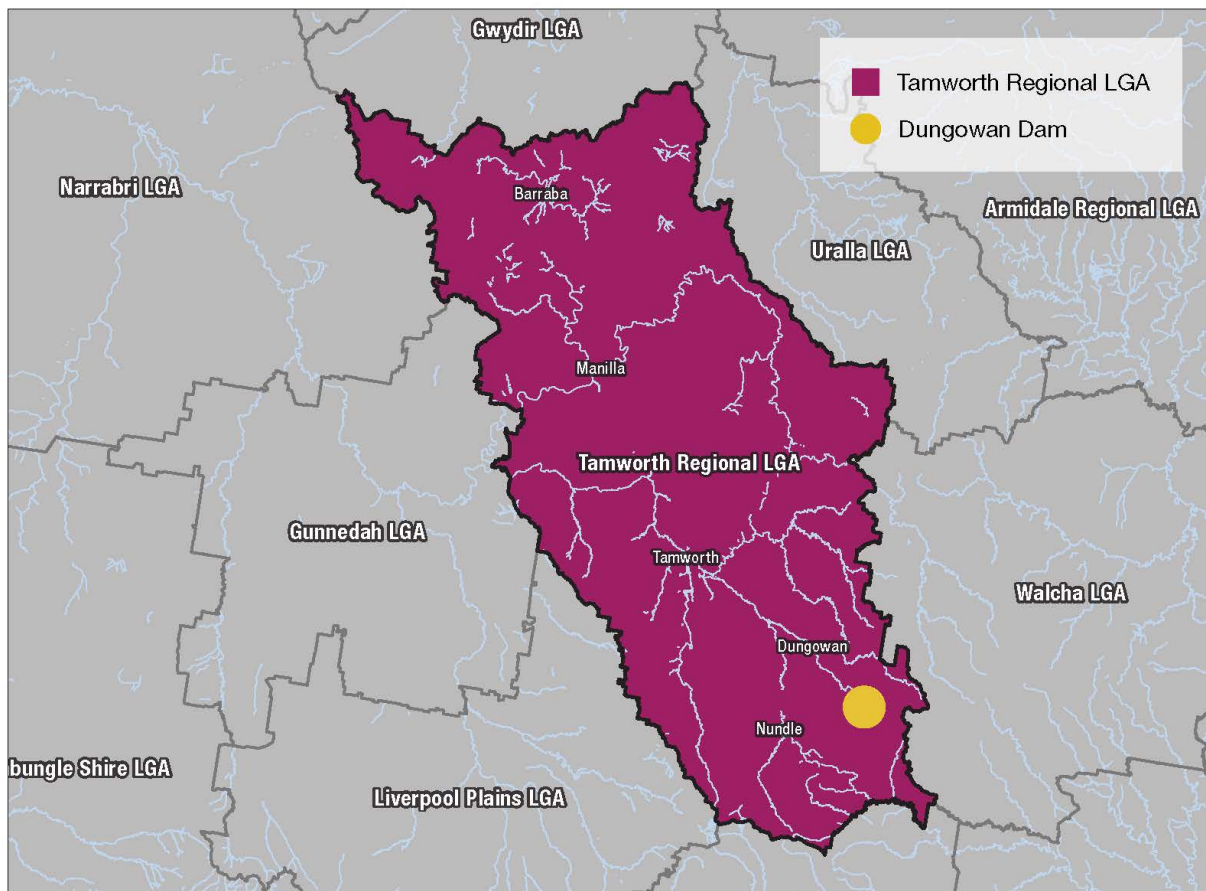 Gwydir LGA
Tamworth Regional LGA
Dungowan Dam
Narrabri LGA
Barraba
Armidale Regional LGA
Uralla LGA
Manilla
Tamworth Regional LGA
Gunnedah LGA
Tamworth
Walcha LGA
Dungowan
Nundle
nbungle Shire LGA
Liverpool Plains LGA